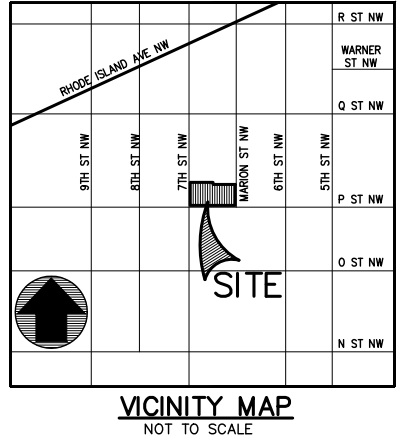 R ST NW
WARNER
ST NW
RHODE ISLAND AVE NW
Q ST NW
9TH ST NW
8TH ST NW
7TH ST NW
MARION ST NW
6TH ST NW
5TH ST NW
P ST NW
O ST NW
SITE
N ST NW
VICINITY MAP
NOT TO SCALE